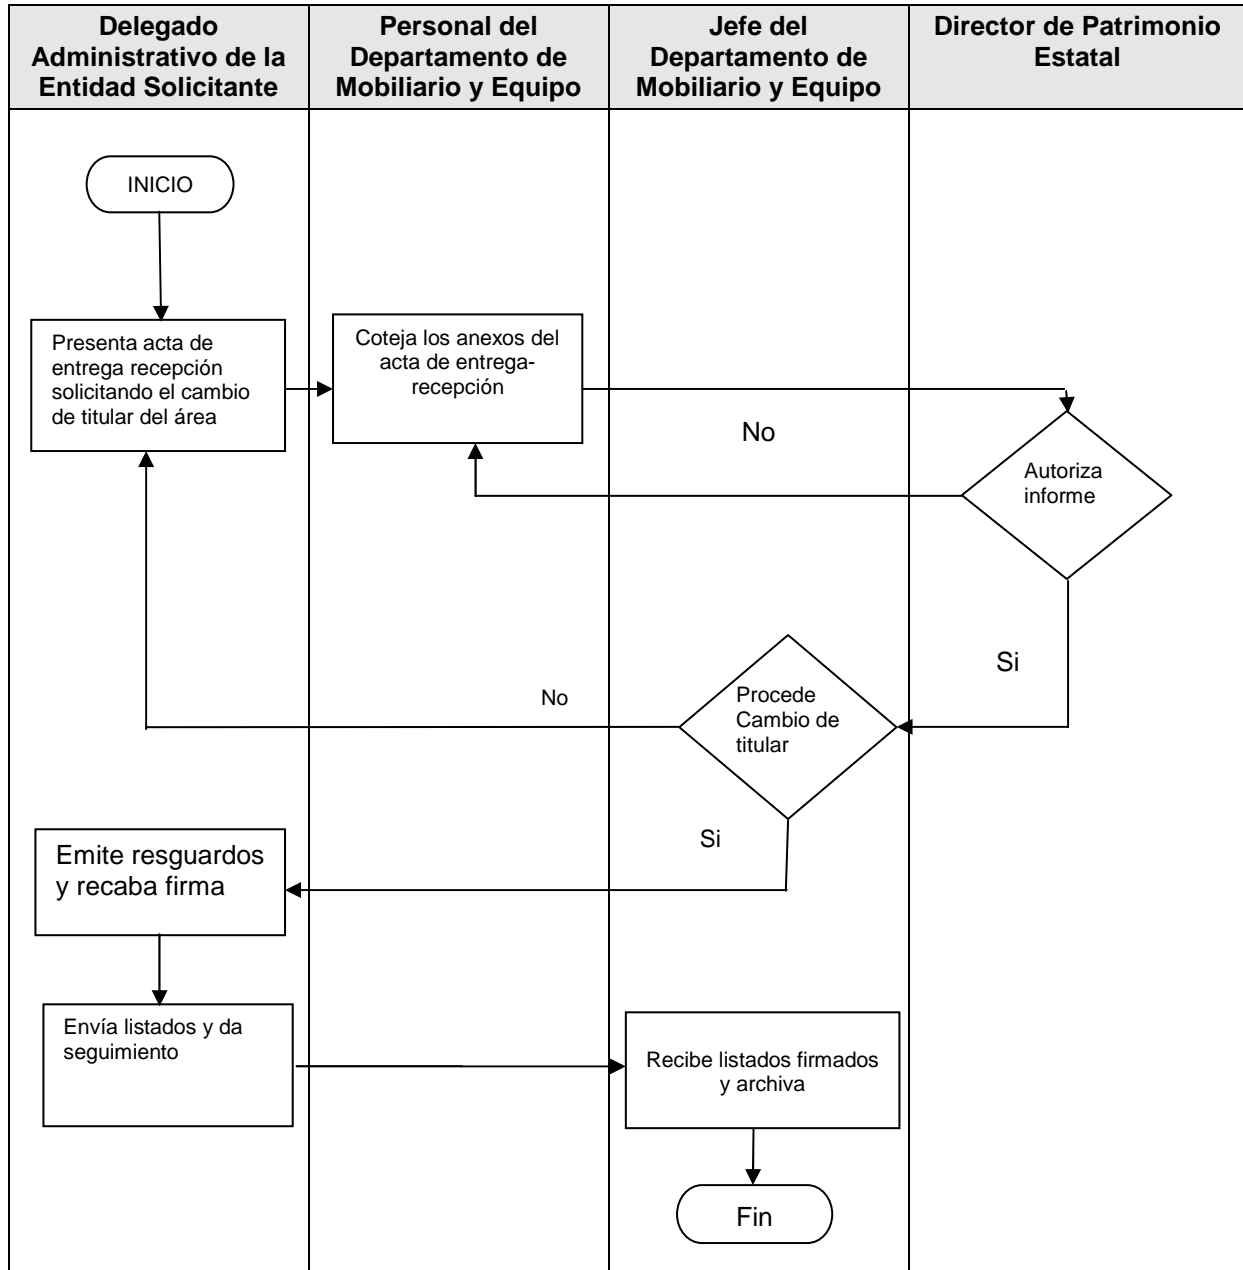 Delegado
Administrativo de la
Entidad Solicitante
Personal del
Departamento de
Mobiliario y Equipo
Jefe del
Departamento de
Mobiliario y Equipo
Director de Patrimonio
Estatal
INICIO
Presenta acta de
entrega recepción
solicitando el cambio
de titular del área
Coteja los anexos del
acta de entrega-
recepción
No
Autoriza
informe
Si
No
Procede
Cambio de
titular
Si
Emite resguardos
y recaba firma
Envía listados y da
seguimiento
Recibe listados firmados
y archiva
Fin